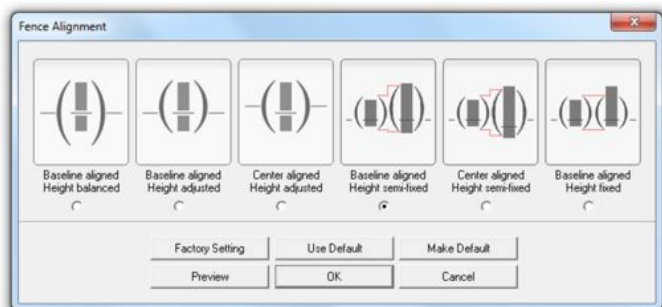 Fence Alignment
Baseline aligned
Height balanced
Baseline aligned
Height adjusted
Center aligned
Height adjusted
Baseline aligned
Height semi-fixed
Center aligned
Height semi-fixed
Baseline aligned
Height fixed
Factory Setting
Use Default
Make Default
Preview
OK
Cancel